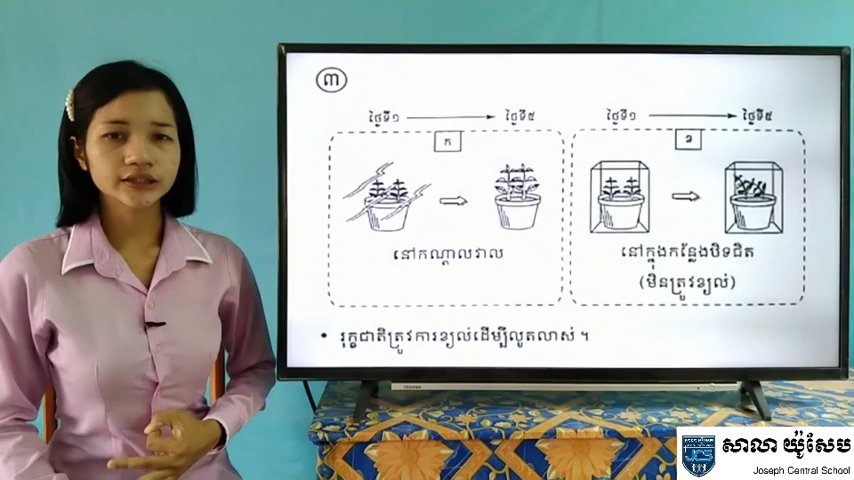 ៣
ថ្ងៃទី១ ថ្ងៃទី៥ ថ្ងៃទី១ ថ្ងៃទី៥
ក ខ
នៅកណ្តាលវាល
នៅក្នុងកន្លែងបិទជិត
(មិនត្រូវខ្យល់)
• រុក្ខជាតិត្រូវការខ្យល់ដើម្បីលូតលាស់ ។
TOSHIBA
JCS
សាលា យ៉ូសែប
Joseph Central School